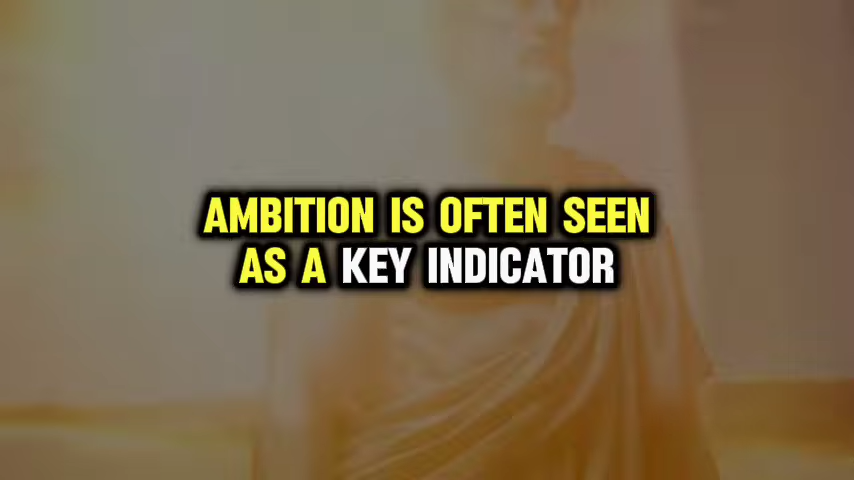 AMBITION IS OFTEN SEEN
AS A KEY INDICATOR